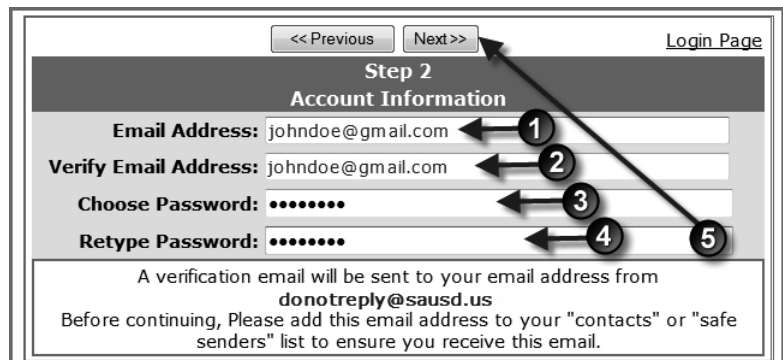 << Previous Next >> Login Page
Step 2
Account Information
Email Address: johndoe@gmail.com 1
Verify Email Address: johndoe@gmail.com 2
Choose Password: •••••••• 3
Retype Password: •••••••• 4 5
A verification email will be sent to your email address from
donotreply@sausd.us
Before continuing, Please add this email address to your "contacts" or "safe
senders" list to ensure you receive this email.